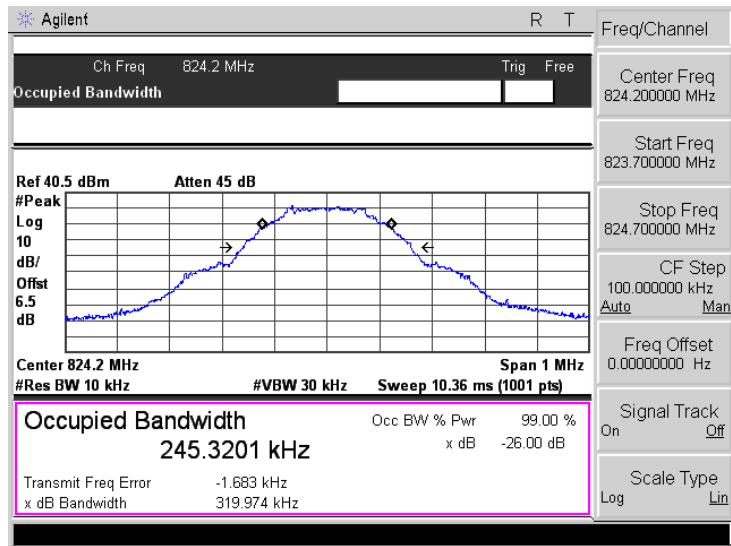 Agilent R T
Ch Freq 824.2 MHz Trig Free
Occupied Bandwidth
Ref 40.5 dBm Atten 45 dB
#Peak
Log
10
dB/
Offst
6.5
dB
Center 824.2 MHz Span 1 MHz
#Res BW 10 kHz #VBW 30 kHz Sweep 10.36 ms (1001 pts)
Occupied Bandwidth Occ BW % Pwr 99.00 %
245.3201 kHz x dB -26.00 dB
Transmit Freq Error -1.683 kHz
x dB Bandwidth 319.974 kHz
Freq/Channel
Center Freq
824.200000 MHz
Start Freq
823.700000 MHz
Stop Freq
824.700000 MHz
CF Step
100.000000 kHz
Auto Man
Freq Offset
0.00000000 Hz
Signal Track
On Off
Scale Type
Log Lin